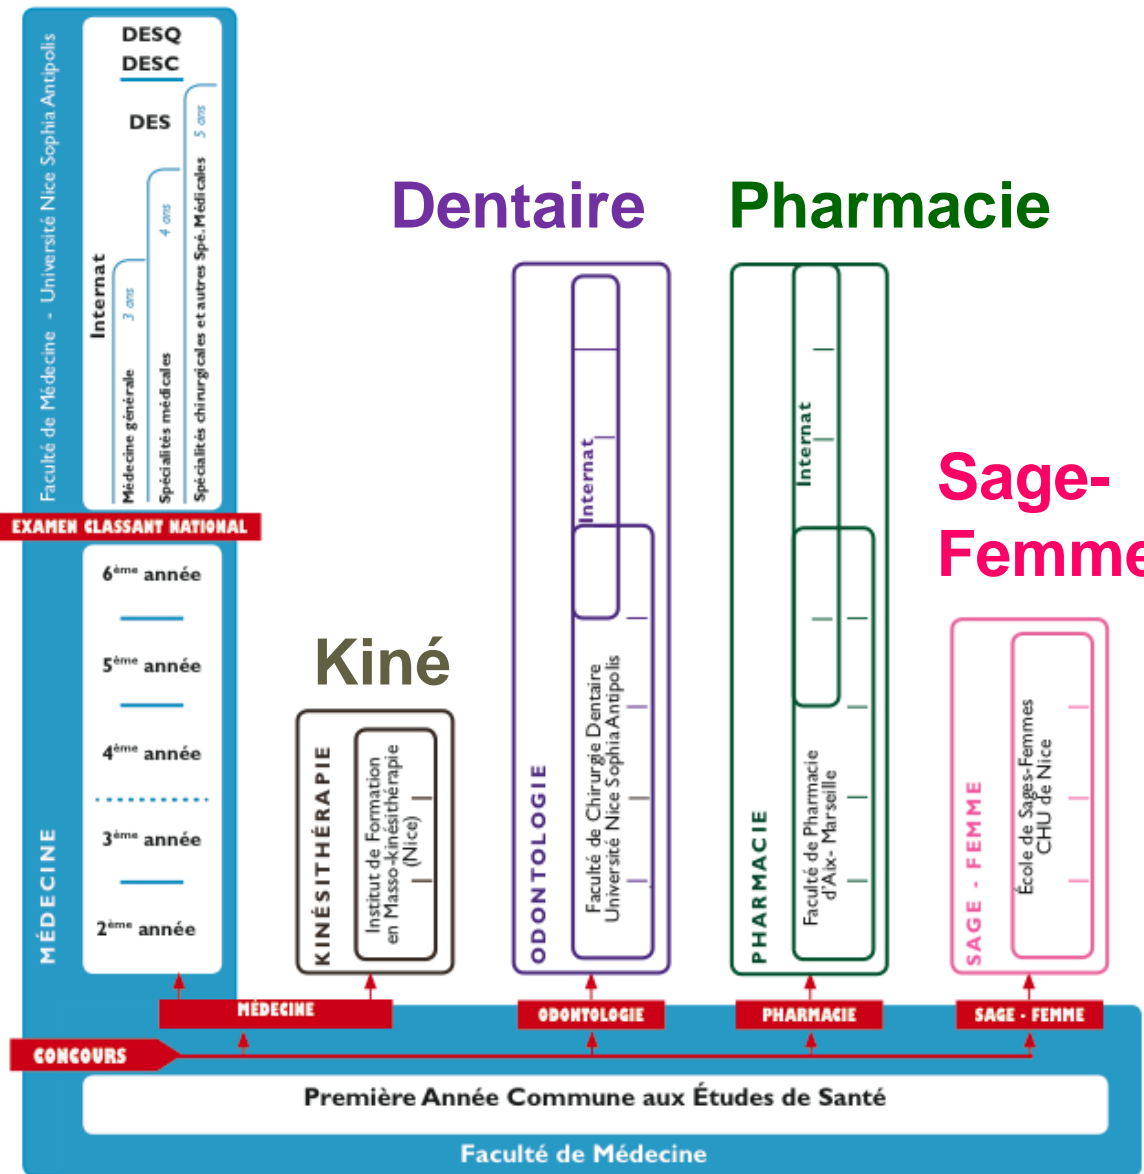 DESQ
DESC
DES
Internat
Médecine générale 3 ans
Spécialités médicales 4 ans
Spécialités chirurgicales et autres Spé. Médicales 5 ans
Faculté de Médecine - Université Nice Sophia Antipolis
EXAMEN CLASSANT NATIONAL
6ème année
5ème année
4ème année
3ème année
2ème année
MÉDECINE
Kiné
KINÉSITHÉRAPIE
Institut de Formation
en Masso-kinésithérapie
(Nice)
Dentaire
Internat
ODONTOLOGIE
Faculté de Chirurgie Dentaire
Université Nice Sophia Antipolis
Pharmacie
Internat
PHARMACIE
Faculté de Pharmacie
d'Aix- Marseille
Sage-
Femme
SAGE - FEMME
École de Sages-Femmes
CHU de Nice
MÉDECINE
ODONTOLOGIE
PHARMACIE
SAGE - FEMME
CONCOURS
Première Année Commune aux Études de Santé
Faculté de Médecine